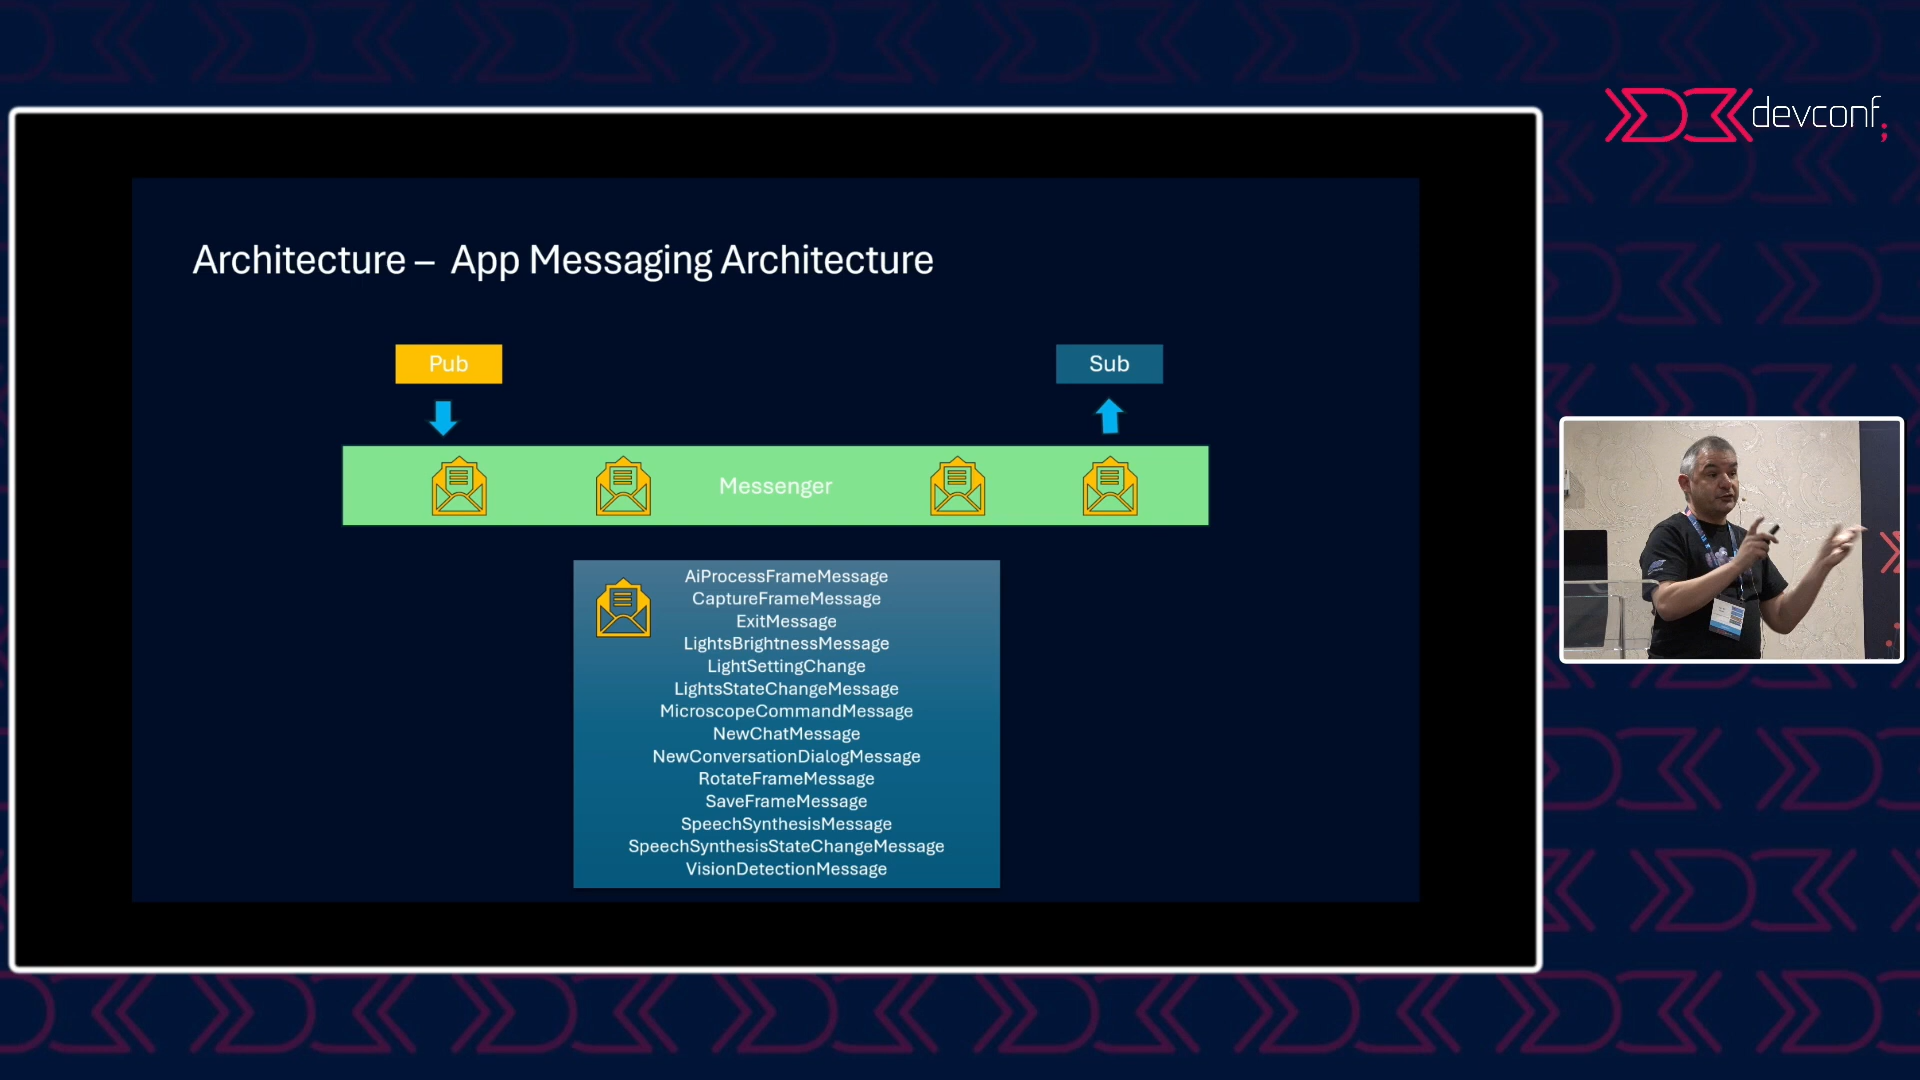 devconf;
Architecture – App Messaging Architecture
Pub
Sub
Messenger
AiProcessFrameMessage
CaptureFrameMessage
ExitMessage
LightsBrightnessMessage
LightSettingChange
LightsStateChangeMessage
MicroscopeCommandMessage
NewChatMessage
NewConversationDialogMessage
RotateFrameMessage
SaveFrameMessage
SpeechSynthesisMessage
SpeechSynthesisStateChangeMessage
VisionDetectionMessage